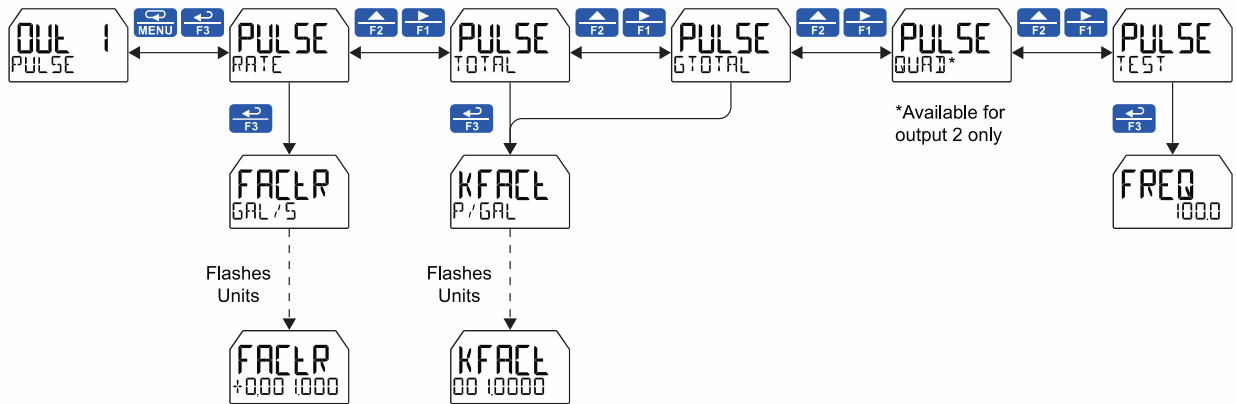 OUt 1
PULSE
MENU
F3
PULSE
RATE
F2
F1
PULSE
TOTAL
F2
F1
PULSE
GTOTAL
F2
F1
PULSE
QUAD*
F2
F1
PULSE
TEST
*Available for
output 2 only
F3
F3
F3
FACtR
GAL/S
KFACt
P/GAL
FREQ
100.0
Flashes
Units
Flashes
Units
FACtR
+0.001.000
KFACt
001.0000